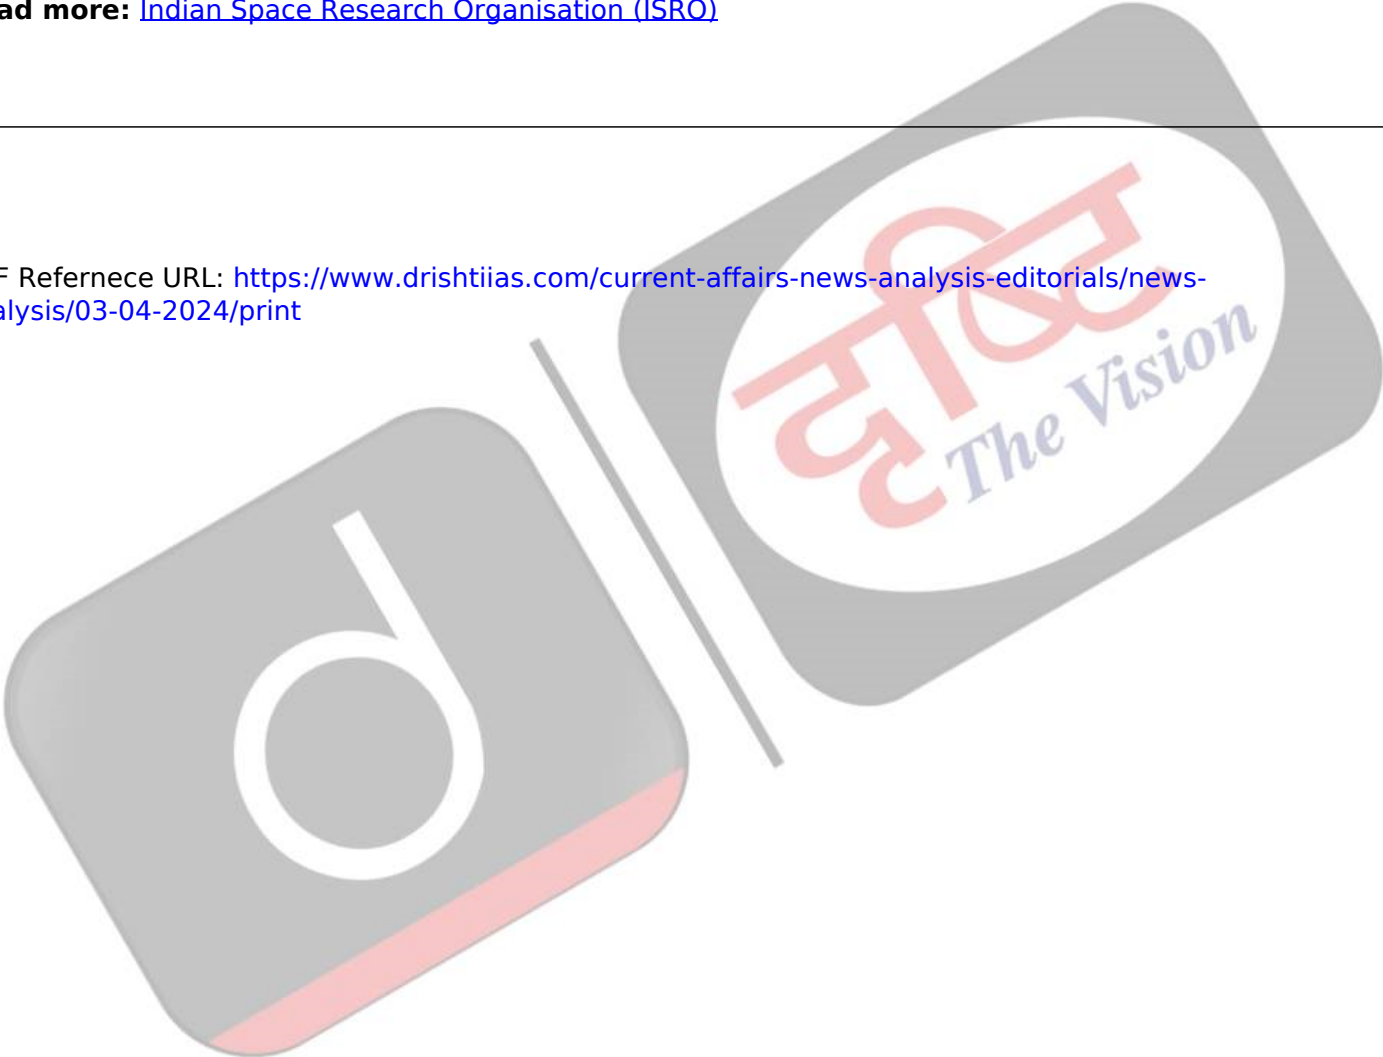 ad more: Indian Space Research Organisation (ISRO)
F Refernece URL: https://www.drishtiias.com/current-affairs-news-analysis-editorials/news-
alysis/03-04-2024/print
दृष्टि
The Vision
d